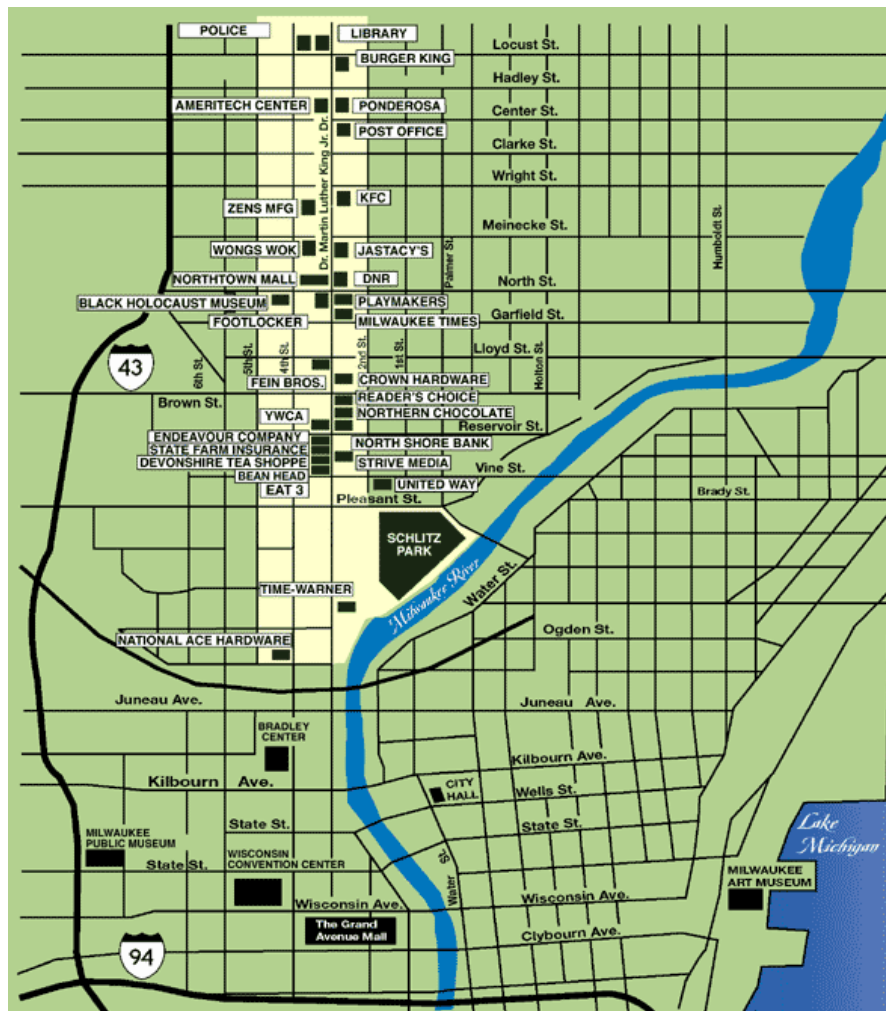 POLICE
LIBRARY
Locust St.
BURGER KING
Hadley St.
AMERITECH CENTER
PONDEROSA
Center St.
POST OFFICE
Clarke St.
Dr. Martin Luther King Jr. Dr.
Wright St.
KFC
ZENS MFG
Meinecke St.
Humboldt St.
Palmer St.
WONGS WOK
JASTACY'S
NORTHTOWN MALL
DNR
North St.
BLACK HOLOCAUST MUSEUM
PLAYMAKERS
Garfield St.
FOOTLOCKER
MILWAUKEE TIMES
Lloyd St.
43
6th St.
5th St.
4th St.
2nd St.
1st St.
Holton St.
FEIN BROS.
CROWN HARDWARE
Brown St.
READER'S CHOICE
YWCA
NORTHERN CHOCOLATE
Reservoir St.
ENDEAVOUR COMPANY
NORTH SHORE BANK
STATE FARM INSURANCE
DEVONSHIRE TEA SHOPPE
STRIVE MEDIA
Vine St.
BEAN HEAD
UNITED WAY
EAT 3
Pleasant St.
Brady St.
SCHLITZ
PARK
Milwaukee River
Water St.
TIME-WARNER
Ogden St.
NATIONAL ACE HARDWARE
Juneau Ave.
Juneau Ave.
BRADLEY
CENTER
Kilbourn Ave.
Kilbourn Ave.
CITY
HALL
Wells St.
State St.
State St.
Lake
Michigan
MILWAUKEE
PUBLIC MUSEUM
State St.
WISCONSIN
CONVENTION CENTER
Water St.
MILWAUKEE
ART MUSEUM
Wisconsin Ave.
Wisconsin Ave.
The Grand
Avenue Mall
Clybourn Ave.
94